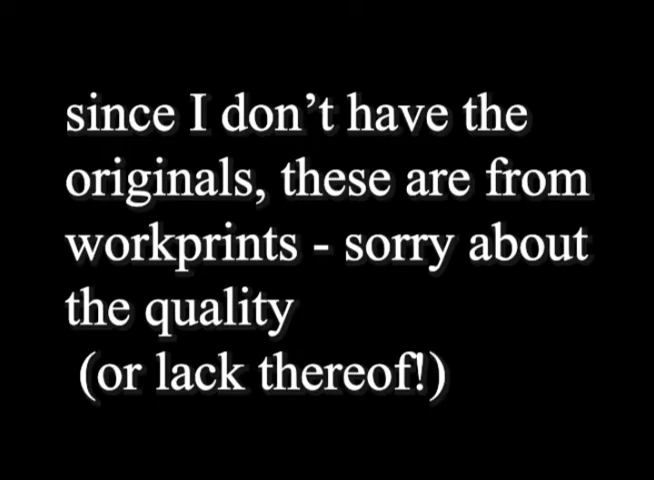 since I don’t have the
originals, these are from
workprints - sorry about
the quality
(or lack thereof!)